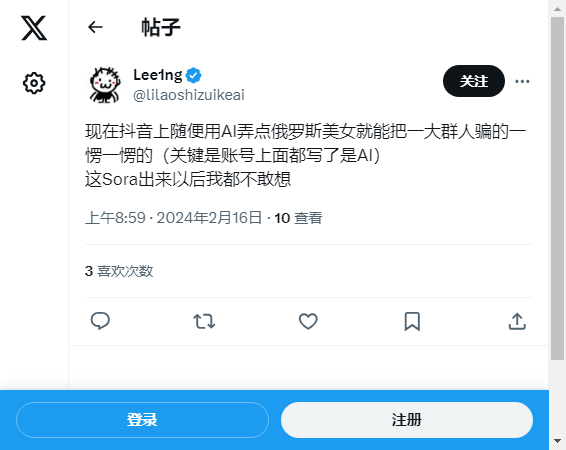 帖子
Lee1ng
@lilaoshizuikeai
关注
现在抖音上随便用AI弄点俄罗斯美女就能把一大群人骗的一
愣一愣的（关键是账号上面都写了是AI）
这Sora出来以后我都不敢想
上午8:59 · 2024年2月16日 · 10 查看
3 喜欢次数
登录
注册